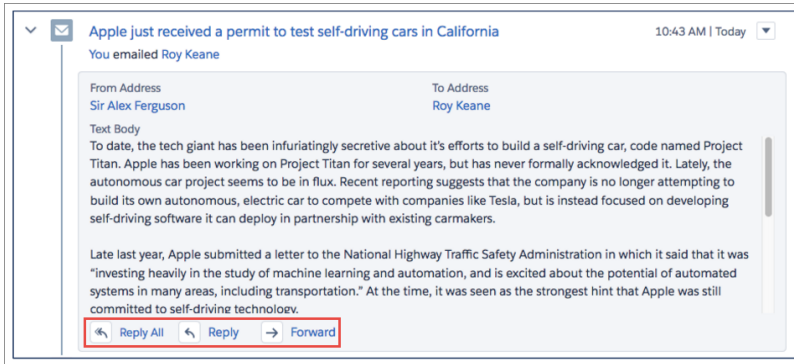 Apple just received a permit to test self-driving cars in California
10:43 AM | Today
You emailed Roy Keane
From Address
To Address
Sir Alex Ferguson
Roy Keane
Text Body
To date, the tech giant has been infuriatingly secretive about it's efforts to build a self-driving car, code named Project
Titan. Apple has been working on Project Titan for several years, but has never formally acknowledged it. Lately, the
autonomous car project seems to be in flux. Recent reporting suggests that the company is no longer attempting to
build its own autonomous, electric car to compete with companies like Tesla, but is instead focused on developing
self-driving software it can deploy in partnership with existing carmakers.
Late last year, Apple submitted a letter to the National Highway Traffic Safety Administration in which it said that it was
“investing heavily in the study of machine learning and automation, and is excited about the potential of automated
systems in many areas, including transportation.” At the time, it was seen as the strongest hint that Apple was still
committed to self-driving technology.
Reply All
Reply
Forward